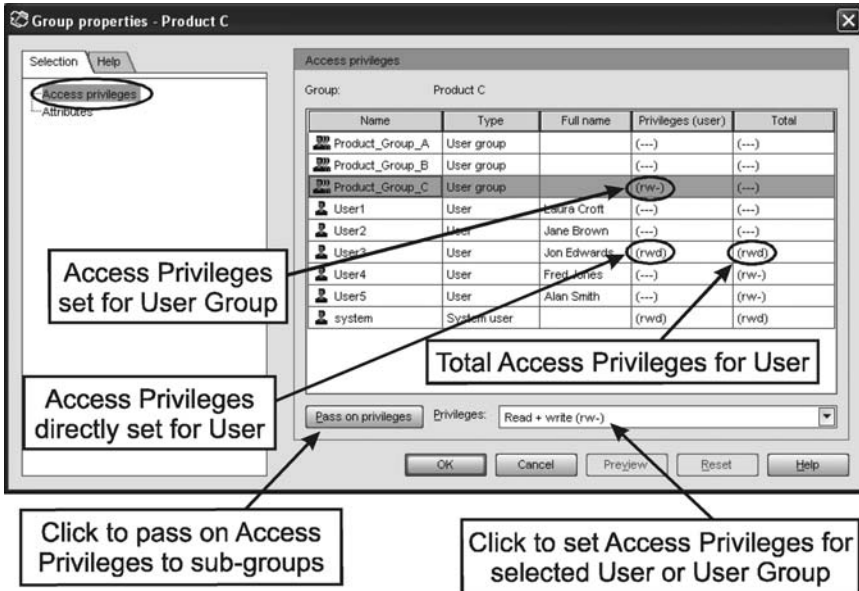 Group properties - Product C
Selection Help
Access privileges
Attributes
Access privileges
Group: Product C
Name Type Full name Privileges (user) Total
Product_Group_A User group (---) (---)
Product_Group_B User group (---) (---)
Product_Group_C User group (rw-) (---)
User1 User Laura Croft (---) (---)
User2 User Jane Brown (---) (---)
User3 User Jon Edwards (rwd) (rwd)
User4 User Fred Jones (---) (rw-)
User5 User Alan Smith (---) (rw-)
system System user (rwd) (rwd)
Access Privileges
set for User Group
Total Access Privileges for User
Access Privileges
directly set for User
Pass on privileges Privileges: Read + write (rw-)
OK Cancel Preview Reset Help
Click to pass on Access
Privileges to sub-groups
Click to set Access Privileges for
selected User or User Group